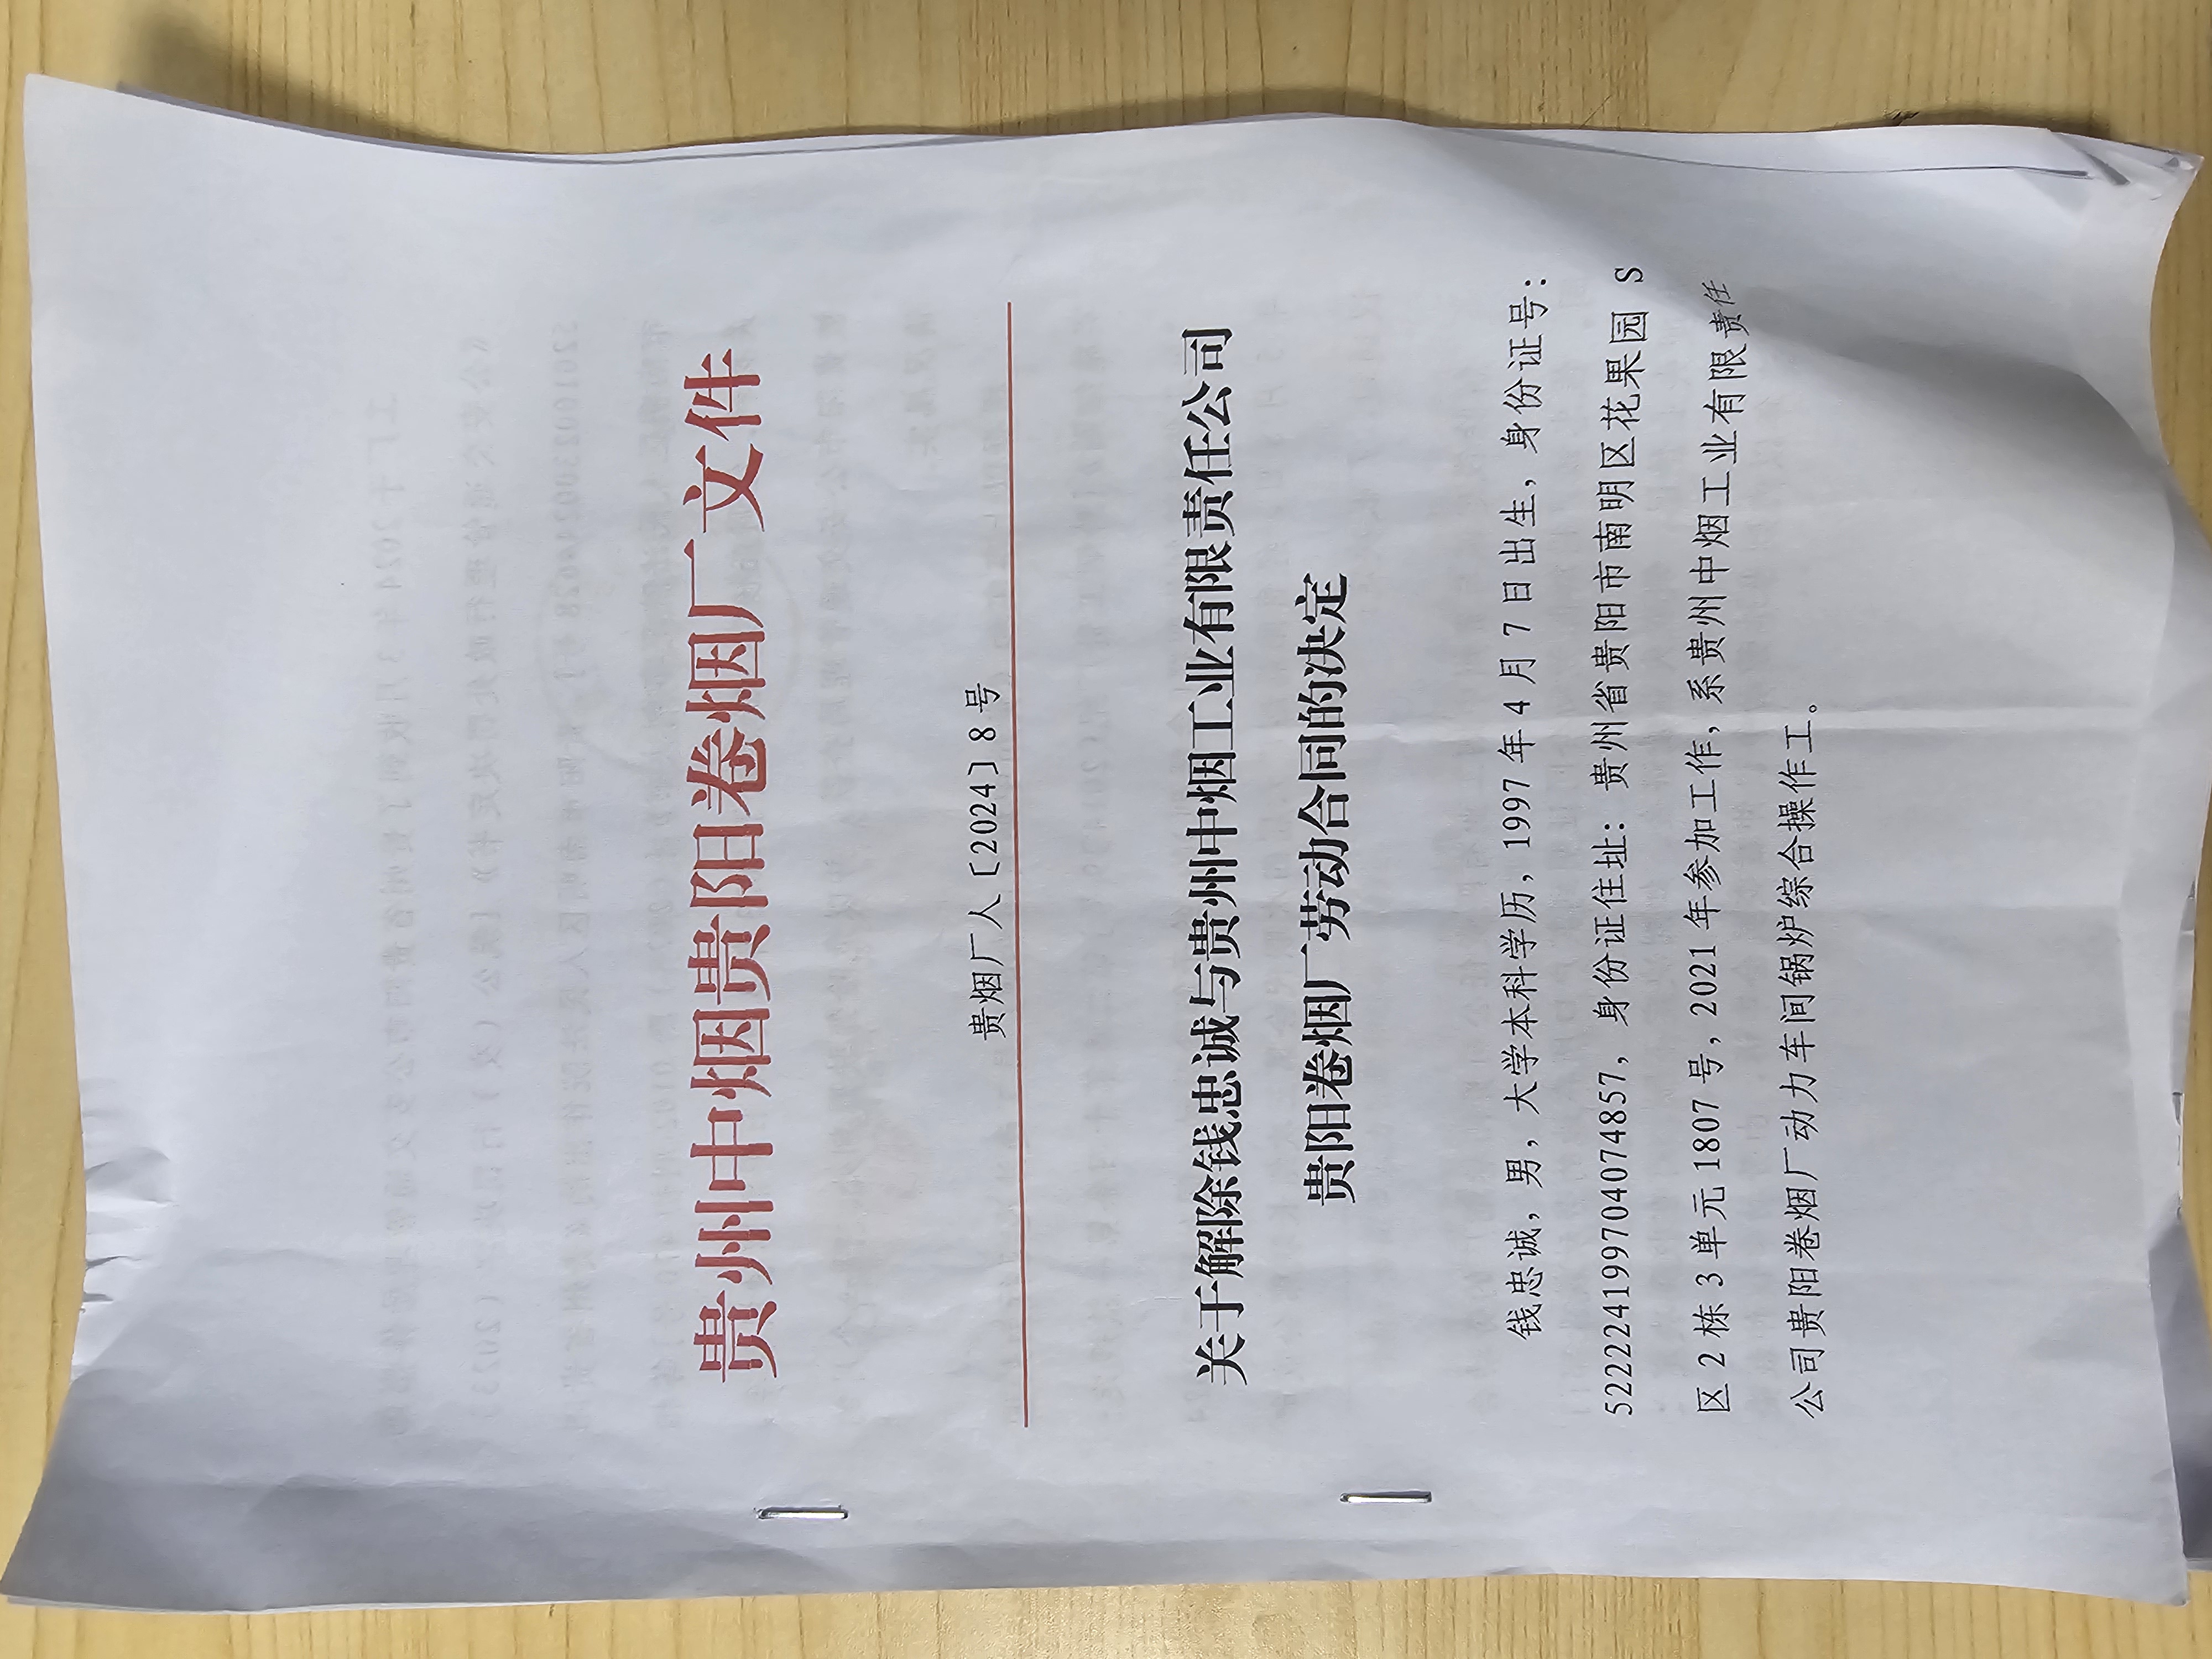 贵州中烟贵阳卷烟厂文件
贵烟厂人〔2024〕8号
关于解除钱忠诚与贵州中烟工业有限责任公司
贵阳卷烟厂劳动合同的决定
钱忠诚，男，大学本科学历，1997年4月7日出生，身份证号：
522224199704074857，身份证住址：贵州省贵阳市南明区花果园 S
区2栋3单元1807号，2021年参加工作，系贵州中烟工业有限责任
公司贵阳卷烟厂动力车间锅炉综合操作工。